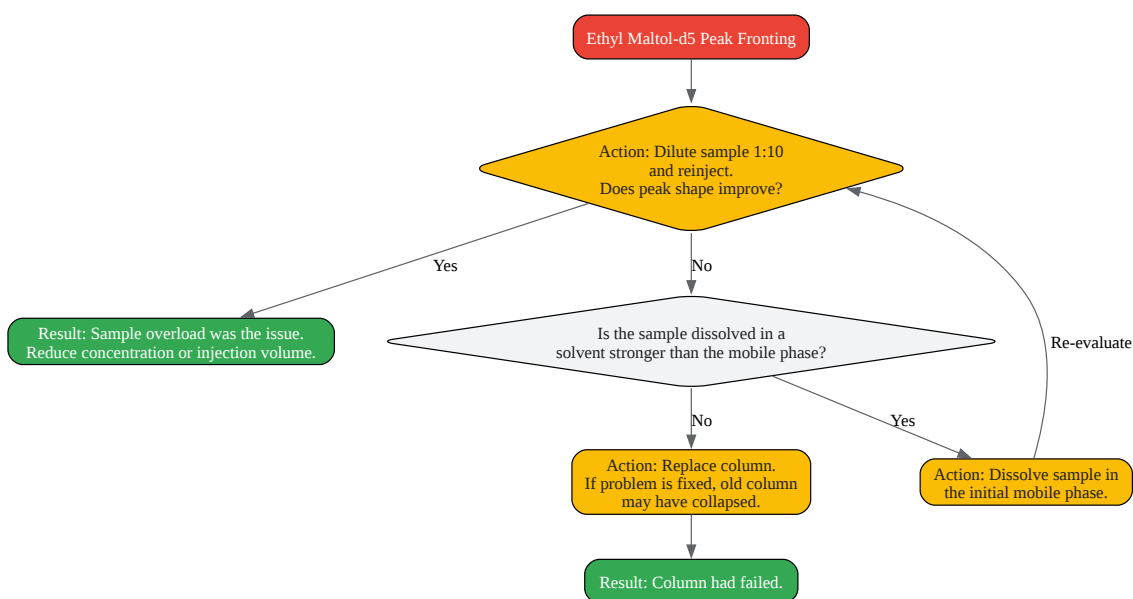 Ethyl Maltol-d5 Peak Fronting
Action: Dilute sample 1:10
and reinject.
Does peak shape improve?
Yes
No
Result: Sample overload was the issue.
Reduce concentration or injection volume.
Is the sample dissolved in a
solvent stronger than the mobile phase?
Re-evaluate
No
Yes
Action: Replace column.
If problem is fixed, old column
may have collapsed.
Action: Dissolve sample in
the initial mobile phase.
Result: Column had failed.